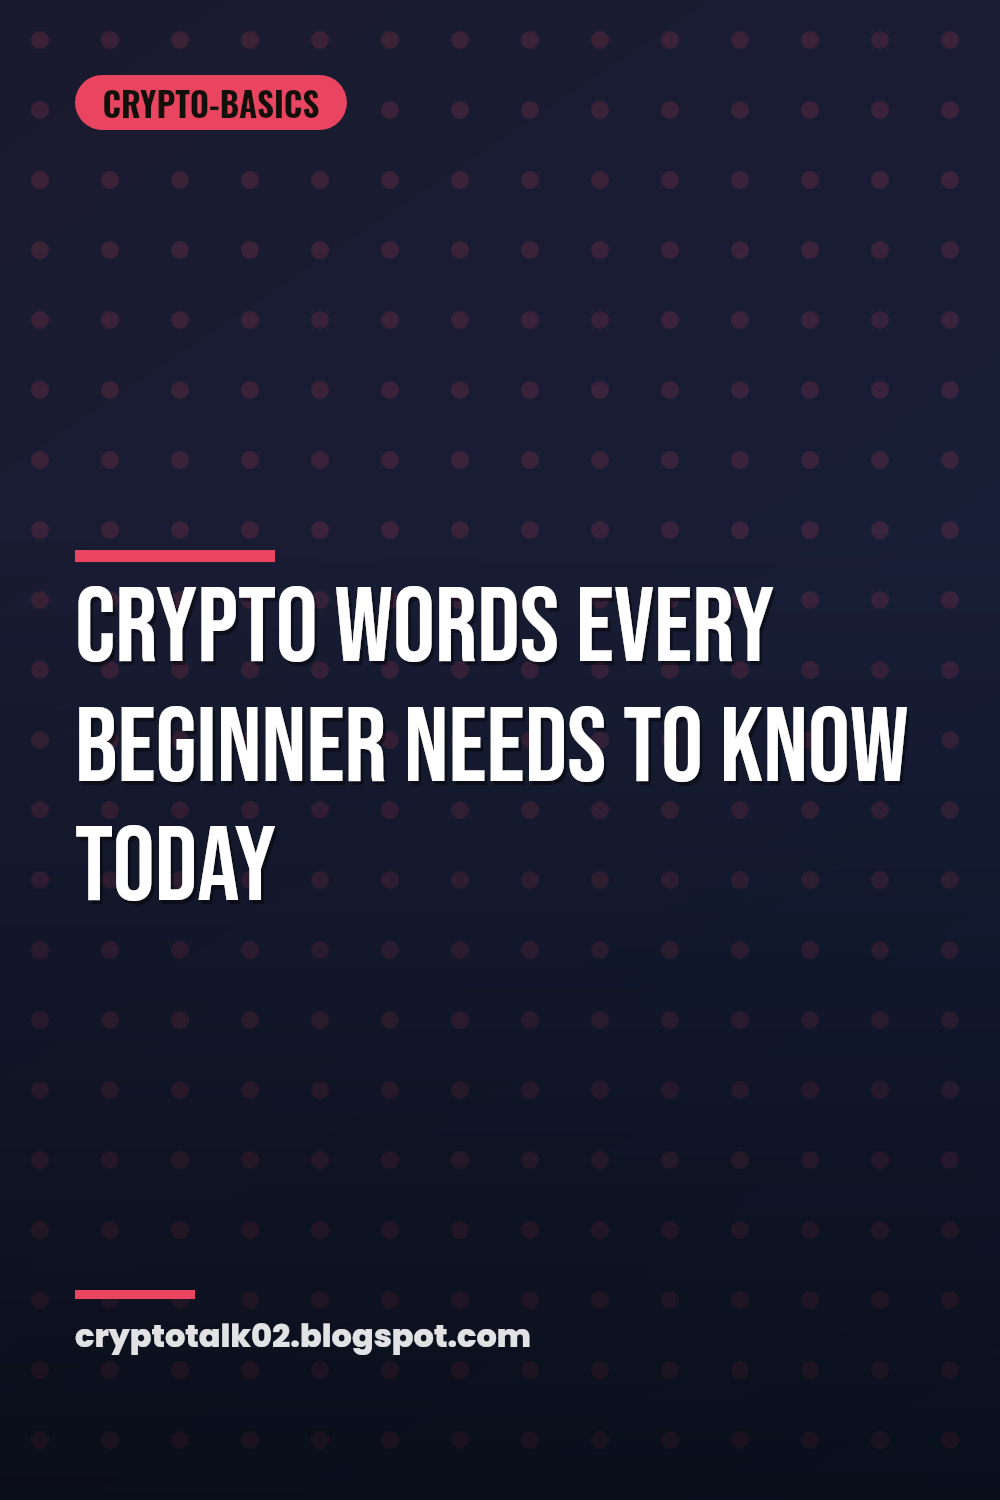 CRYPTO-BASICS
CRYPTO WORDS EVERY
BEGINNER NEEDS TO KNOW
TODAY
cryptotalk02.blogspot.com